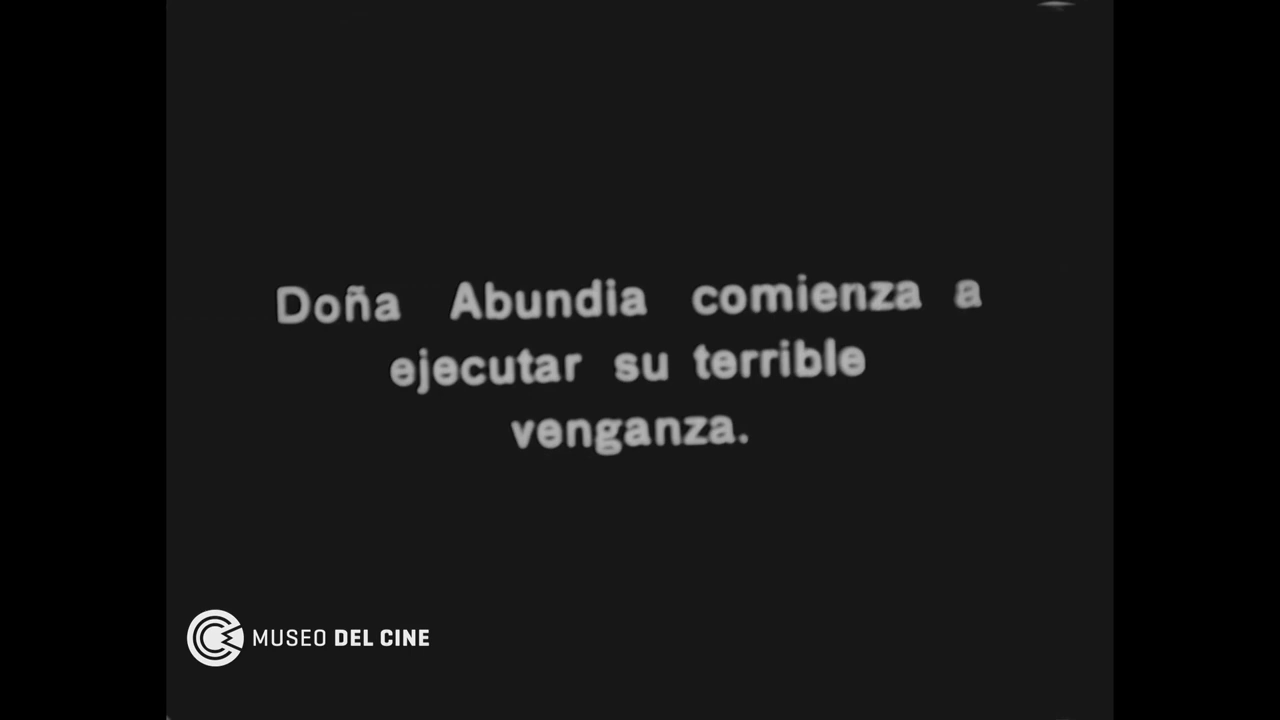 Doña Abundia comienza a
ejecutar su terrible
venganza.
MUSEO DEL CINE